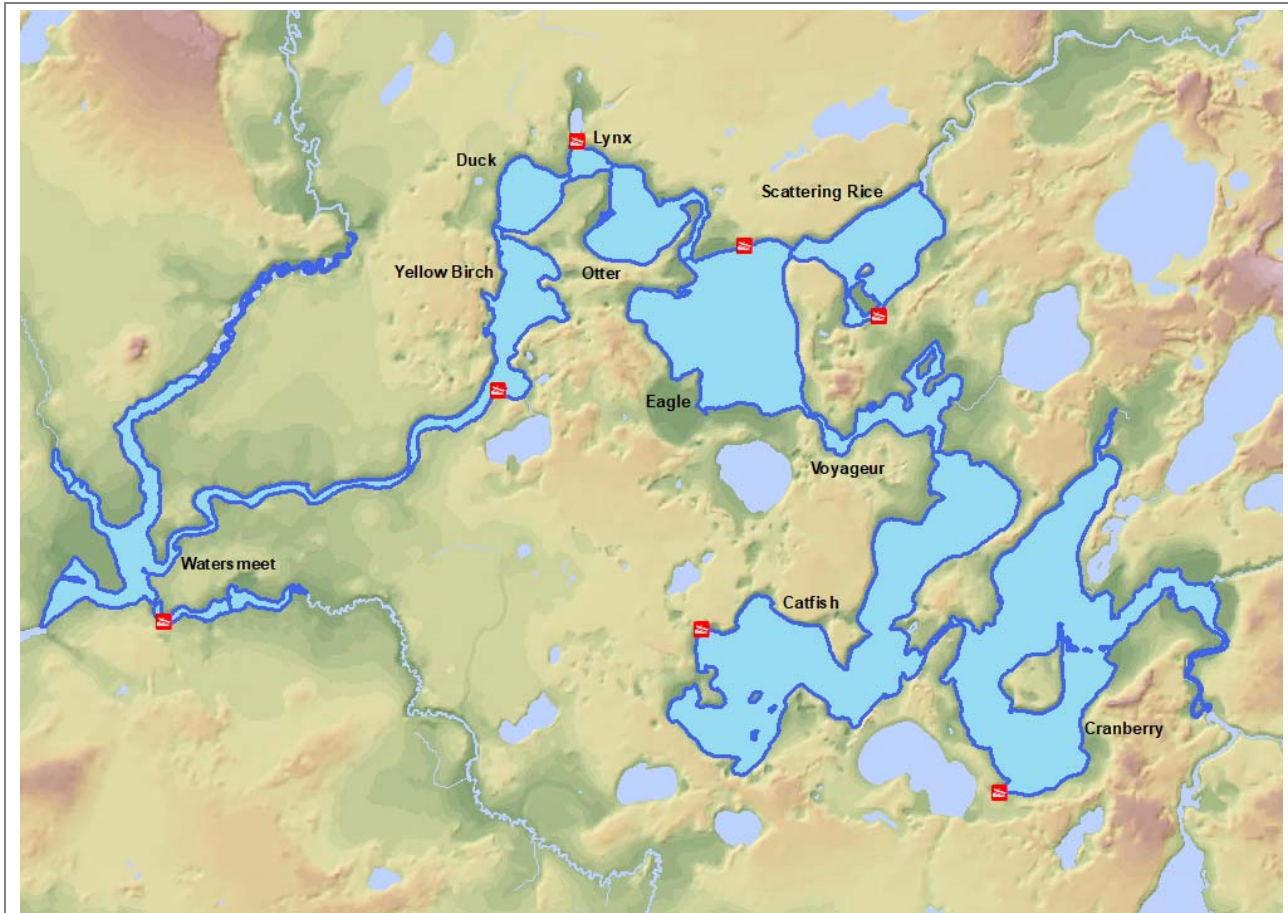 Lynx
Duck
Scattering Rice
Yellow Birch
Otter
Eagle
Voyageur
Watersmeet
Catfish
Cranberry